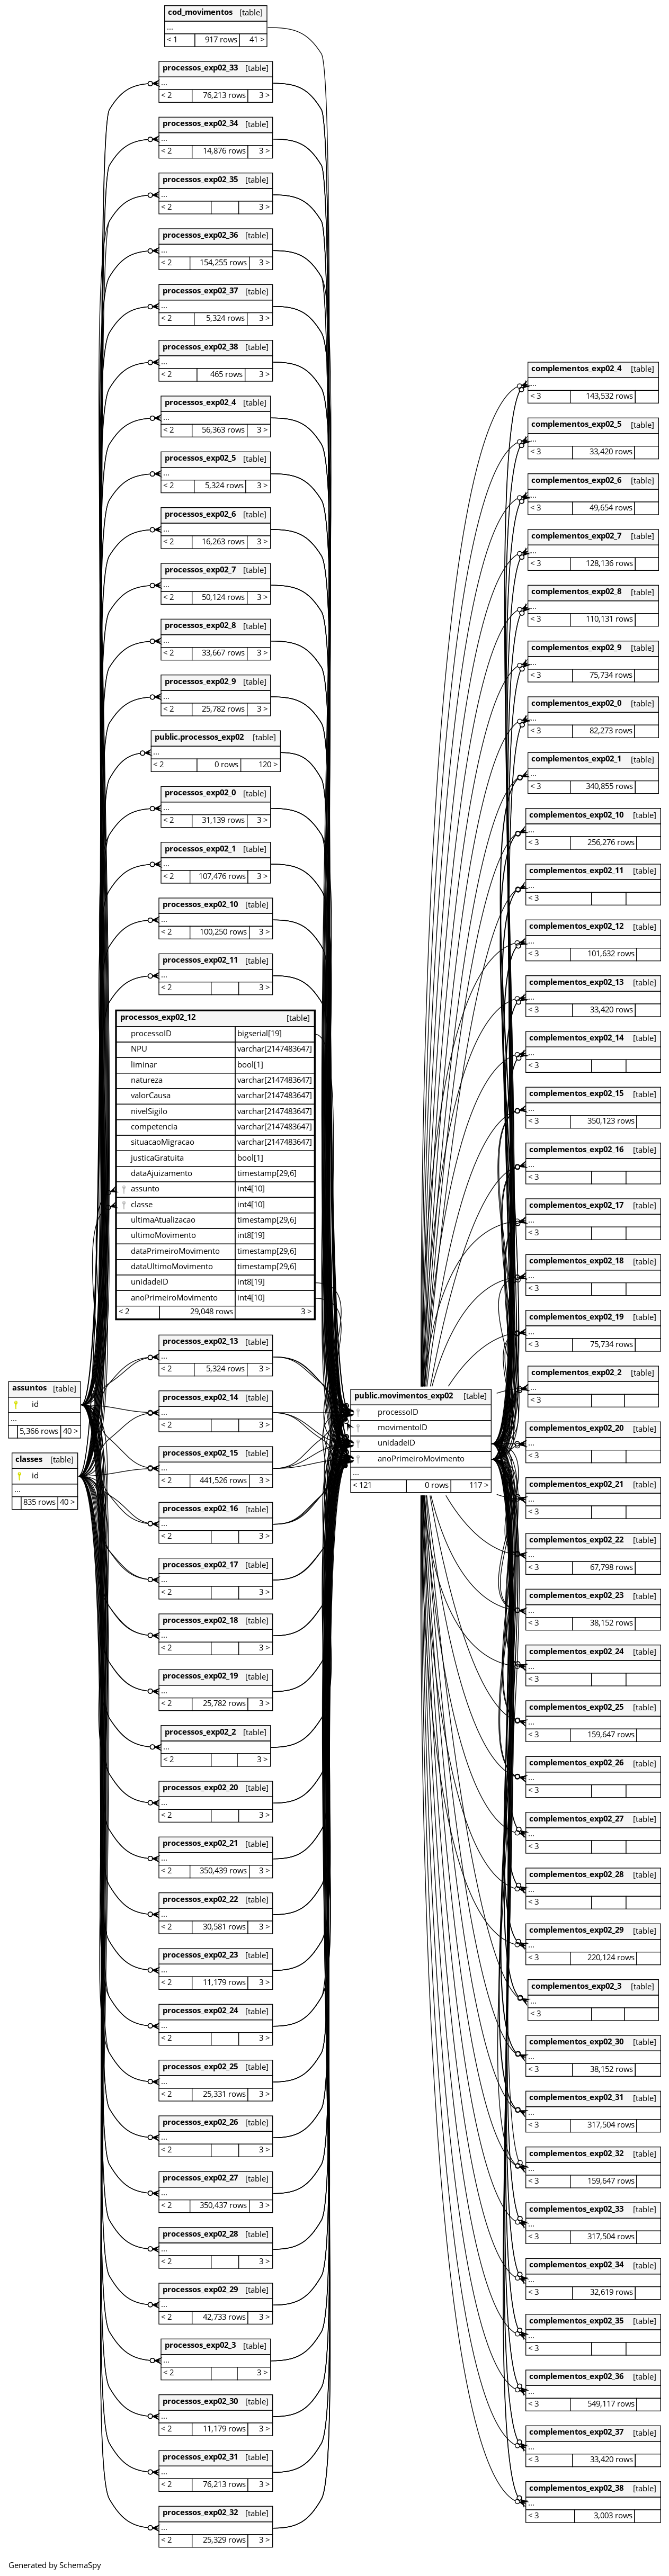 cod_movimentos [table]
...
< 1 917 rows 41 >
processos_exp02_33 [table]
...
< 2 76,213 rows 3 >
processos_exp02_34 [table]
...
< 2 14,876 rows 3 >
processos_exp02_35 [table]
...
< 2 3 >
processos_exp02_36 [table]
...
< 2 154,255 rows 3 >
processos_exp02_37 [table]
...
< 2 5,324 rows 3 >
processos_exp02_38 [table]
...
< 2 465 rows 3 >
processos_exp02_4 [table]
...
< 2 56,363 rows 3 >
processos_exp02_5 [table]
...
< 2 5,324 rows 3 >
processos_exp02_6 [table]
...
< 2 16,263 rows 3 >
processos_exp02_7 [table]
...
< 2 50,124 rows 3 >
processos_exp02_8 [table]
...
< 2 33,667 rows 3 >
processos_exp02_9 [table]
...
< 2 25,782 rows 3 >
public.processos_exp02 [table]
...
< 2 0 rows 120 >
processos_exp02_0 [table]
...
< 2 31,139 rows 3 >
processos_exp02_1 [table]
...
< 2 107,476 rows 3 >
processos_exp02_10 [table]
...
< 2 100,250 rows 3 >
processos_exp02_11 [table]
...
< 2 3 >
processos_exp02_12 [table]
processoID bigserial[19]
NPU varchar[2147483647]
liminar bool[1]
natureza varchar[2147483647]
valorCausa varchar[2147483647]
nivelSigilo varchar[2147483647]
competencia varchar[2147483647]
situacaoMigracao varchar[2147483647]
justicaGratuita bool[1]
dataAjuizamento timestamp[29,6]
assunto int4[10]
classe int4[10]
ultimaAtualizacao timestamp[29,6]
ultimoMovimento int8[19]
dataPrimeiroMovimento timestamp[29,6]
dataUltimoMovimento timestamp[29,6]
unidadeID int8[19]
anoPrimeiroMovimento int4[10]
< 2 29,048 rows 3 >
processos_exp02_13 [table]
...
< 2 5,324 rows 3 >
processos_exp02_14 [table]
...
< 2 3 >
processos_exp02_15 [table]
...
< 2 441,526 rows 3 >
processos_exp02_16 [table]
...
< 2 3 >
processos_exp02_17 [table]
...
< 2 3 >
processos_exp02_18 [table]
...
< 2 3 >
processos_exp02_19 [table]
...
< 2 25,782 rows 3 >
processos_exp02_2 [table]
...
< 2 3 >
processos_exp02_20 [table]
...
< 2 3 >
processos_exp02_21 [table]
...
< 2 350,439 rows 3 >
processos_exp02_22 [table]
...
< 2 30,581 rows 3 >
processos_exp02_23 [table]
...
< 2 11,179 rows 3 >
processos_exp02_24 [table]
...
< 2 3 >
processos_exp02_25 [table]
...
< 2 25,331 rows 3 >
processos_exp02_26 [table]
...
< 2 3 >
processos_exp02_27 [table]
...
< 2 350,437 rows 3 >
processos_exp02_28 [table]
...
< 2 3 >
processos_exp02_29 [table]
...
< 2 42,733 rows 3 >
processos_exp02_3 [table]
...
< 2 3 >
processos_exp02_30 [table]
...
< 2 11,179 rows 3 >
processos_exp02_31 [table]
...
< 2 76,213 rows 3 >
processos_exp02_32 [table]
...
< 2 25,329 rows 3 >
assuntos [table]
id
...
5,366 rows 40 >
classes [table]
id
...
835 rows 40 >
public.movimentos_exp02 [table]
processoID
movimentoID
unidadeID
anoPrimeiroMovimento
...
< 121 0 rows 117 >
complementos_exp02_4 [table]
...
< 3 143,532 rows
complementos_exp02_5 [table]
...
< 3 33,420 rows
complementos_exp02_6 [table]
...
< 3 49,654 rows
complementos_exp02_7 [table]
...
< 3 128,136 rows
complementos_exp02_8 [table]
...
< 3 110,131 rows
complementos_exp02_9 [table]
...
< 3 75,734 rows
complementos_exp02_0 [table]
...
< 3 82,273 rows
complementos_exp02_1 [table]
...
< 3 340,855 rows
complementos_exp02_10 [table]
...
< 3 256,276 rows
complementos_exp02_11 [table]
...
< 3
complementos_exp02_12 [table]
...
< 3 101,632 rows
complementos_exp02_13 [table]
...
< 3 33,420 rows
complementos_exp02_14 [table]
...
< 3
complementos_exp02_15 [table]
...
< 3 350,123 rows
complementos_exp02_16 [table]
...
< 3
complementos_exp02_17 [table]
...
< 3
complementos_exp02_18 [table]
...
< 3
complementos_exp02_19 [table]
...
< 3 75,734 rows
complementos_exp02_2 [table]
...
< 3
complementos_exp02_20 [table]
...
< 3
complementos_exp02_21 [table]
...
< 3
complementos_exp02_22 [table]
...
< 3 67,798 rows
complementos_exp02_23 [table]
...
< 3 38,152 rows
complementos_exp02_24 [table]
...
< 3
complementos_exp02_25 [table]
...
< 3 159,647 rows
complementos_exp02_26 [table]
...
< 3
complementos_exp02_27 [table]
...
< 3
complementos_exp02_28 [table]
...
< 3
complementos_exp02_29 [table]
...
< 3 220,124 rows
complementos_exp02_3 [table]
...
< 3
complementos_exp02_30 [table]
...
< 3 38,152 rows
complementos_exp02_31 [table]
...
< 3 317,504 rows
complementos_exp02_32 [table]
...
< 3 159,647 rows
complementos_exp02_33 [table]
...
< 3 317,504 rows
complementos_exp02_34 [table]
...
< 3 32,619 rows
complementos_exp02_35 [table]
...
< 3
complementos_exp02_36 [table]
...
< 3 549,117 rows
complementos_exp02_37 [table]
...
< 3 33,420 rows
complementos_exp02_38 [table]
...
< 3 3,003 rows
Generated by SchemaSpy